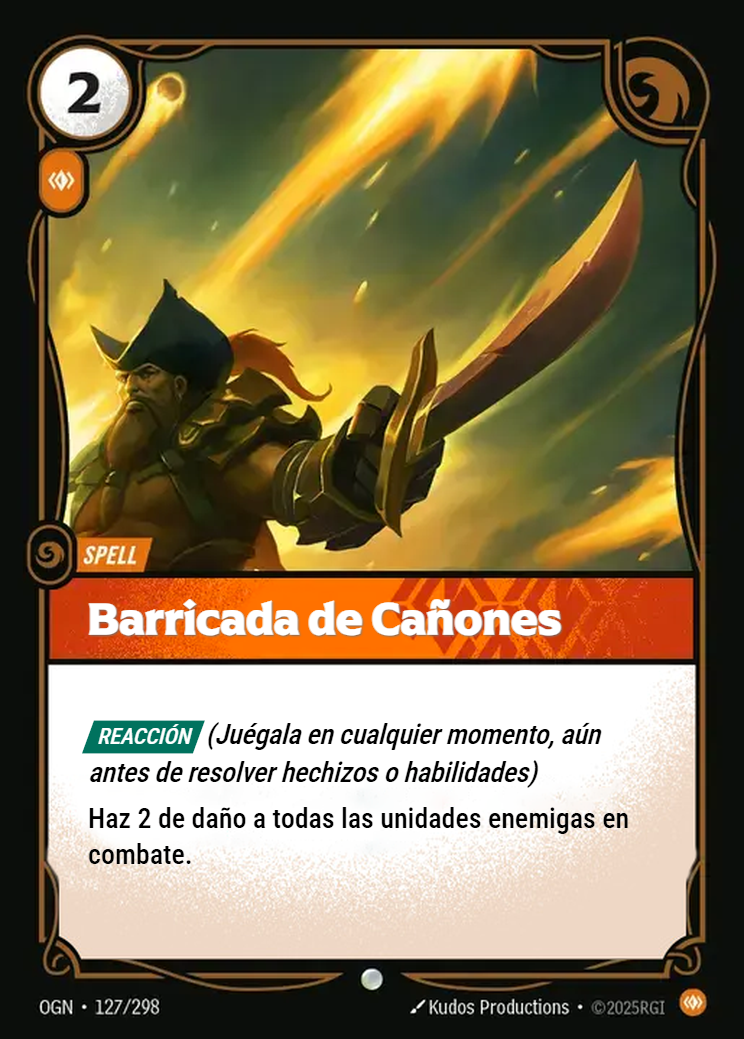 2
SPELL
Barricada de Cañones
REACCIÓN (Juégala en cualquier momento, aún
antes de resolver hechizos o habilidades)
Haz 2 de daño a todas las unidades enemigas en
combate.
OGN • 127/298
Kudos Productions • ©2025RGI